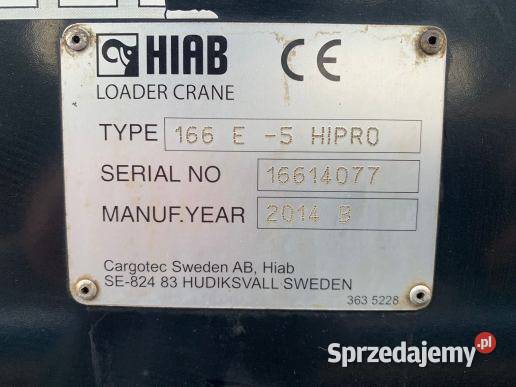 HIAB CE
LOADER CRANE
TYPE 166 E -5 HIPRO
SERIAL NO 16614077
MANUF.YEAR 2014 B
Cargotec Sweden AB, Hiab
SE-824 83 HUDIKSVALL SWEDEN
363 5228
Sprzedajemy.pl